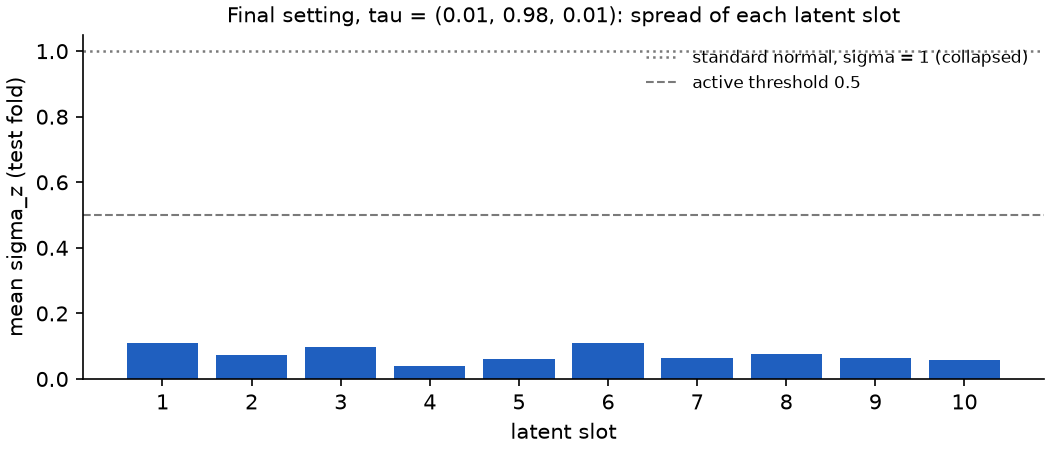 Final setting, tau = (0.01, 0.98, 0.01): spread of each latent slot
standard normal, sigma = 1 (collapsed)
active threshold 0.5
mean sigma_z (test fold)
1.0
0.8
0.6
0.4
0.2
0.0
1 2 3 4 5 6 7 8 9 10
latent slot